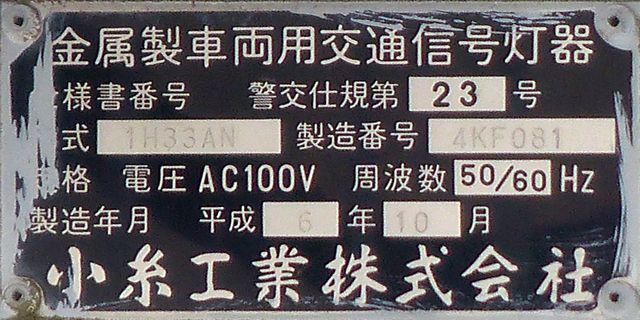 金属製車両用交通信号灯器
仕様書番号 警交仕規第 23 号
式 1H33AN 製造番号 4KF081
定格 電圧 AC100V 周波数 50/60 Hz
製造年月 平成 6 年 10 月
小糸工業株式会社